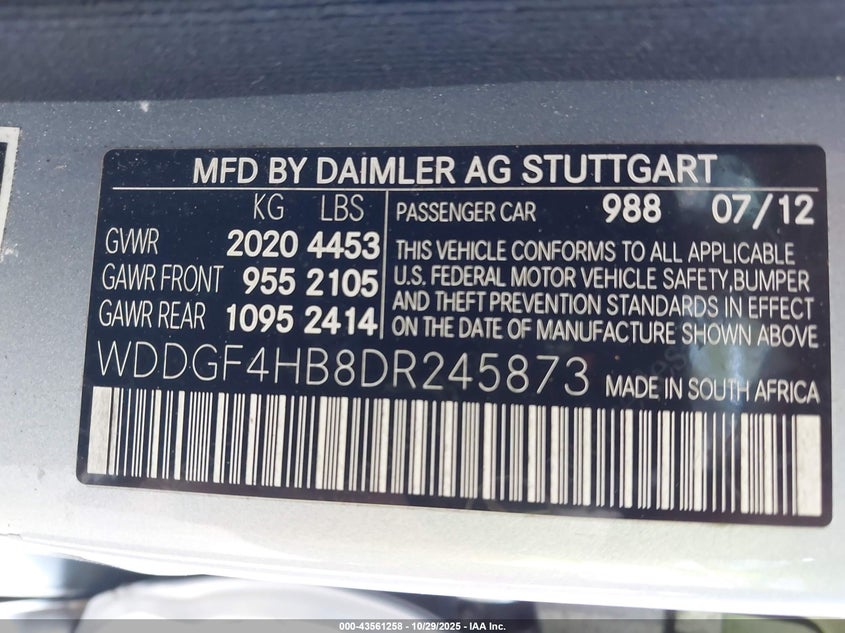 MFD BY DAIMLER AG STUTTGART
KG LBS
GVWR 2020 4453
GAWR FRONT 955 2105
GAWR REAR 1095 2414
PASSENGER CAR 988 07/12
THIS VEHICLE CONFORMS TO ALL APPLICABLE
U.S. FEDERAL MOTOR VEHICLE SAFETY,BUMPER
AND THEFT PREVENTION STANDARDS IN EFFECT
ON THE DATE OF MANUFACTURE SHOWN ABOVE
WDDGF4HB8DR245873 MADE IN SOUTH AFRICA
000-43561258 - 10/29/2025 - IAA Inc.